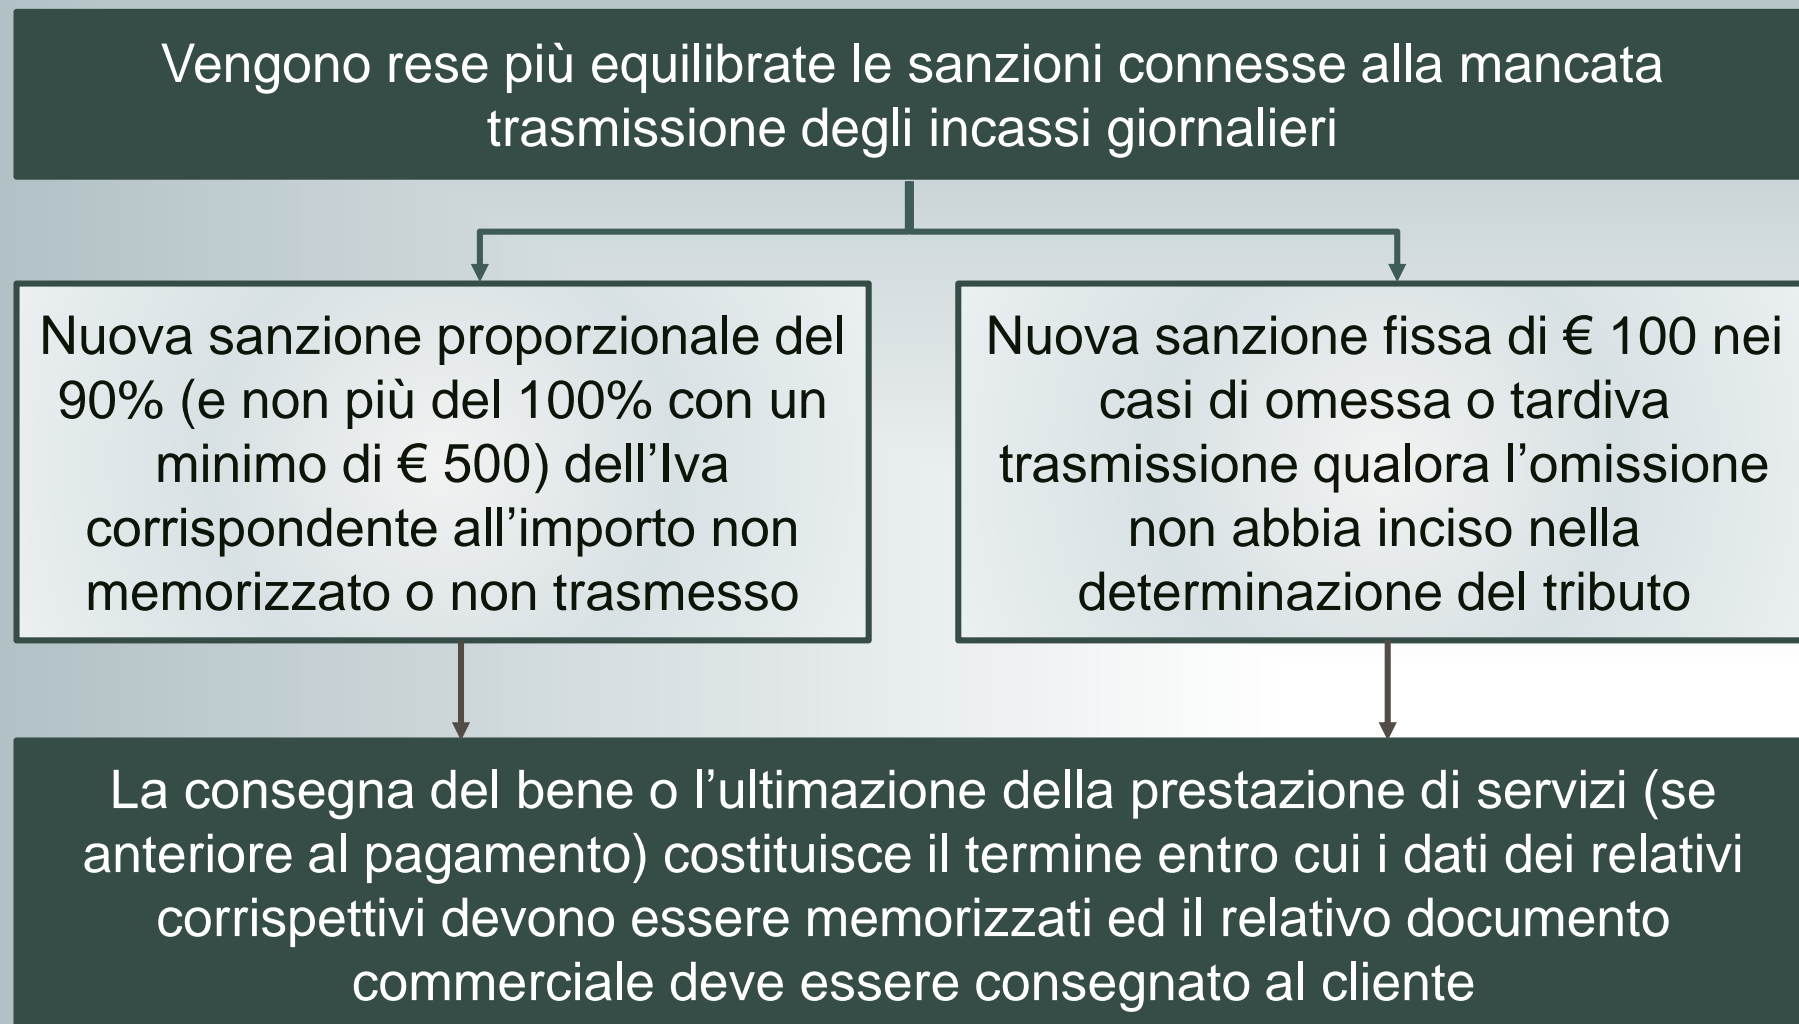 Vengono rese più equilibrate le sanzioni connesse alla mancata
trasmissione degli incassi giornalieri
Nuova sanzione proporzionale del
90% (e non più del 100% con un
minimo di € 500) dell’Iva
corrispondente all’importo non
memorizzato o non trasmesso
Nuova sanzione fissa di € 100 nei
casi di omessa o tardiva
trasmissione qualora l’omissione
non abbia inciso nella
determinazione del tributo
La consegna del bene o l’ultimazione della prestazione di servizi (se
anteriore al pagamento) costituisce il termine entro cui i dati dei relativi
corrispettivi devono essere memorizzati ed il relativo documento
commerciale deve essere consegnato al cliente